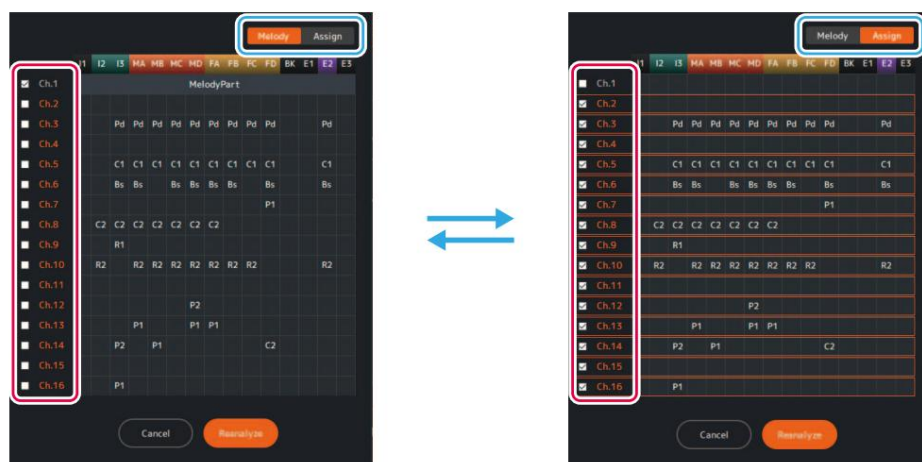 Melody Assign
I1 I2 I3 MA MB MC MD FA FB FC FD BK E1 E2 E3
Ch.1 MelodyPart
Ch.2
Ch.3 Pd Pd Pd Pd Pd Pd Pd Pd Pd Pd
Ch.4
Ch.5 C1 C1 C1 C1 C1 C1 C1 C1 C1 C1
Ch.6 Bs Bs Bs Bs Bs Bs Bs Bs
Ch.7 P1
Ch.8 C2 C2 C2 C2 C2 C2 C2
Ch.9 R1
Ch.10 R2 R2 R2 R2 R2 R2 R2 R2 R2
Ch.11
Ch.12 P2
Ch.13 P1 P1 P1
Ch.14 P2 P1 C2
Ch.15
Ch.16 P1
Cancel Reanalyze
Melody Assign
I1 I2 I3 MA MB MC MD FA FB FC FD BK E1 E2 E3
Ch.1
Ch.2
Ch.3 Pd Pd Pd Pd Pd Pd Pd Pd Pd Pd
Ch.4
Ch.5 C1 C1 C1 C1 C1 C1 C1 C1 C1 C1
Ch.6 Bs Bs Bs Bs Bs Bs Bs Bs
Ch.7 P1
Ch.8 C2 C2 C2 C2 C2 C2 C2
Ch.9 R1
Ch.10 R2 R2 R2 R2 R2 R2 R2 R2 R2
Ch.11
Ch.12 P2
Ch.13 P1 P1 P1
Ch.14 P2 P1 C2
Ch.15
Ch.16 P1
Cancel Reanalyze